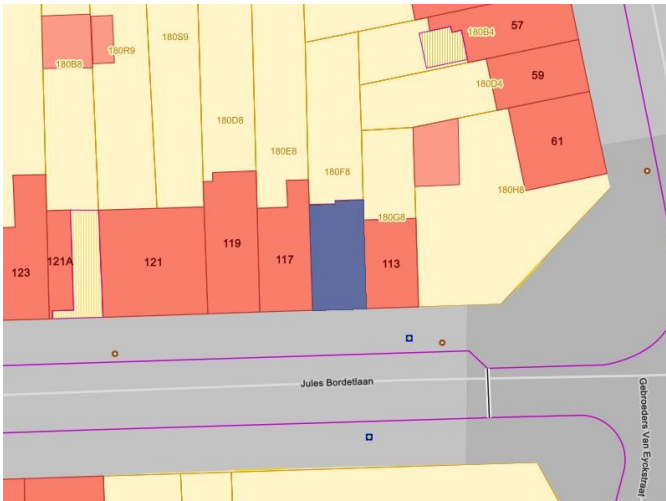 57
180B4
180S9
180R9
180B8
59
180D4
180D8
61
180E8
180F8
180H8
180G8
119
121A
121
117
113
123
Jules Bordetlaan
Gebroeders Van Eyckstraat